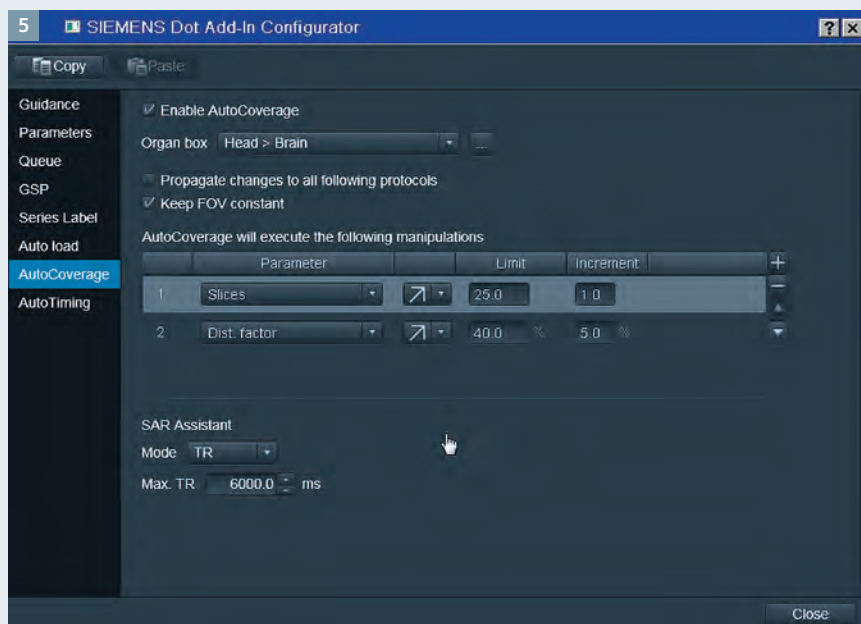 5
SIEMENS Dot Add-In Configurator
? ×
Copy Paste
Guidance
Parameters
Queue
GSP
Series Label
Auto load
AutoCoverage
AutoTiming
Enable AutoCoverage
Organ box Head > Brain ...
Propagate changes to all following protocols
Keep FOV constant
AutoCoverage will execute the following manipulations
Parameter Limit Increment
1 Slices 25.0 1.0
2 Dist. factor 40.0 % 5.0 %
SAR Assistant
Mode TR
Max. TR 6000.0 ms
Close